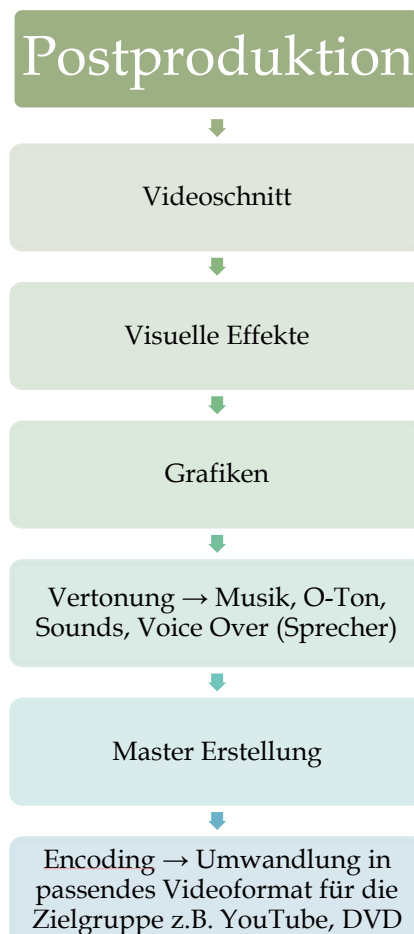 Postproduktion
Videoschnitt
Visuelle Effekte
Grafiken
Vertonung → Musik, O-Ton,
Sounds, Voice Over (Sprecher)
Master Erstellung
Encoding → Umwandlung in
passendes Videoformat für die
Zielgruppe z.B. YouTube, DVD